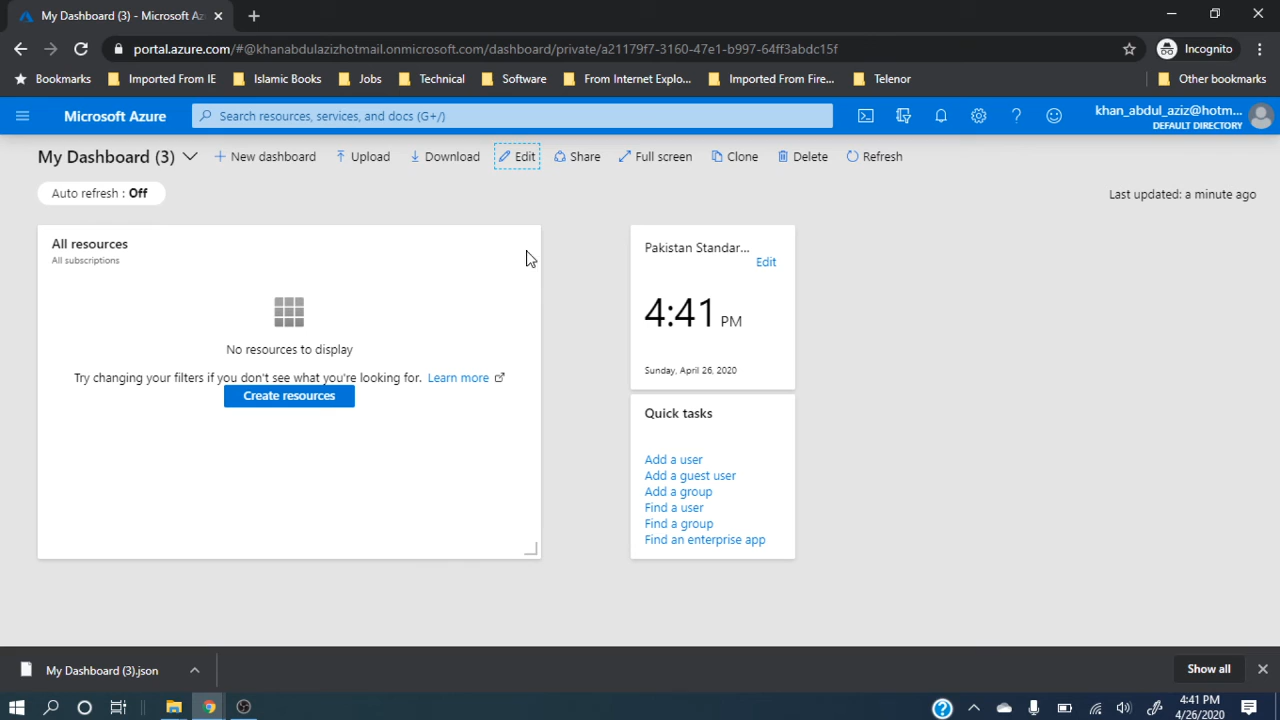 My Dashboard (3) - Microsoft Az
portal.azure.com/#@khanabdulazizhotmail.onmicrosoft.com/dashboard/private/a21179f7-3160-47e1-b997-64ff3abdc15f
Incognito
Bookmarks Imported From IE Islamic Books Jobs Technical Software From Internet Explo... Imported From Fire... Telenor Other bookmarks
Microsoft Azure Search resources, services, and docs (G+/) khan_abdul_aziz@hotm...
DEFAULT DIRECTORY
My Dashboard (3) New dashboard Upload Download Edit Share Full screen Clone Delete Refresh
Auto refresh : Off Last updated: a minute ago
All resources
All subscriptions
No resources to display
Try changing your filters if you don't see what you're looking for. Learn more
Create resources
Pakistan Standar...
Edit
4:41 PM
Sunday, April 26, 2020
Quick tasks
Add a user
Add a guest user
Add a group
Find a user
Find a group
Find an enterprise app
My Dashboard (3).json Show all
4:41 PM
4/26/2020